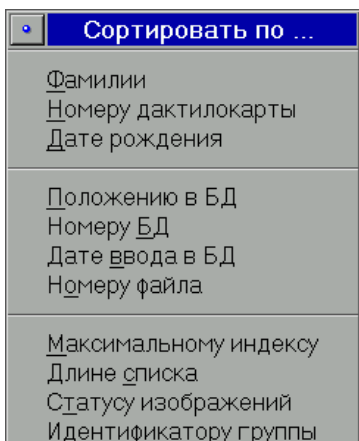 Сортировать по ...
Фамилии
Номеру дактилокарты
Дате рождения
Положению в БД
Номеру БД
Дате ввода в БД
Номеру файла
Максимальному индексу
Длине списка
Статусу изображений
Идентификатору группы